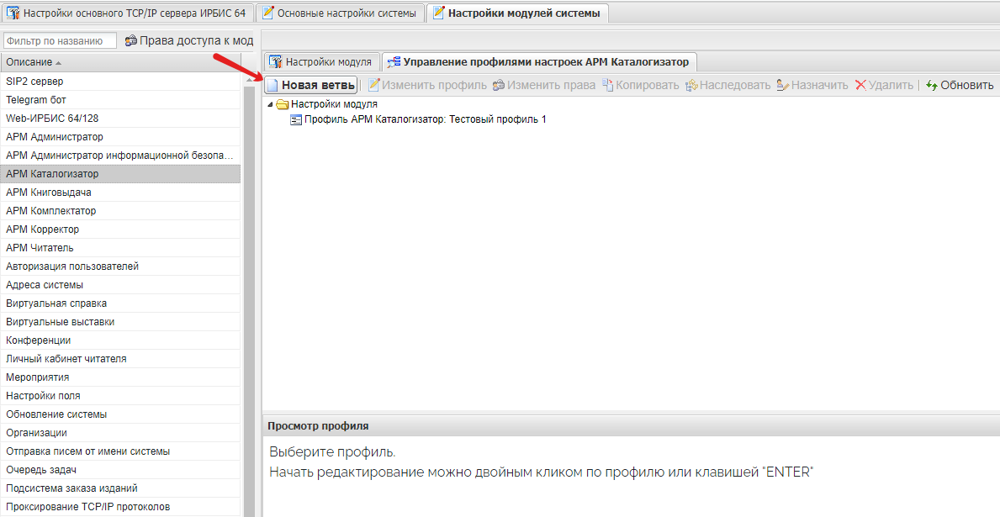 Настройки основного TCP/IP сервера ИРБИС 64
Основные настройки системы
Настройки модулей системы
Фильтр по названию
Права доступа к мод
Описание
SIP2 сервер
Telegram бот
Web-ИРБИС 64/128
АРМ Администратор
АРМ Администратор информационной безопа...
АРМ Каталогизатор
АРМ Книговыдача
АРМ Комплектатор
АРМ Корректор
АРМ Читатель
Авторизация пользователей
Адреса системы
Виртуальная справка
Виртуальные выставки
Конференции
Личный кабинет читателя
Мероприятия
Настройки поля
Обновление системы
Организации
Отправка писем от имени системы
Очередь задач
Подсистема заказа изданий
Проксирование TCP/IP протоколов
Настройки модуля
Управление профилями настроек АРМ Каталогизатор
Новая ветвь
Изменить профиль
Изменить права
Копировать
Наследовать
Назначить
Удалить
Обновить
Настройки модуля
Профиль АРМ Каталогизатор: Тестовый профиль 1
Просмотр профиля
Выберите профиль.
Начать редактирование можно двойным кликом по профилю или клавишей "ENTER"